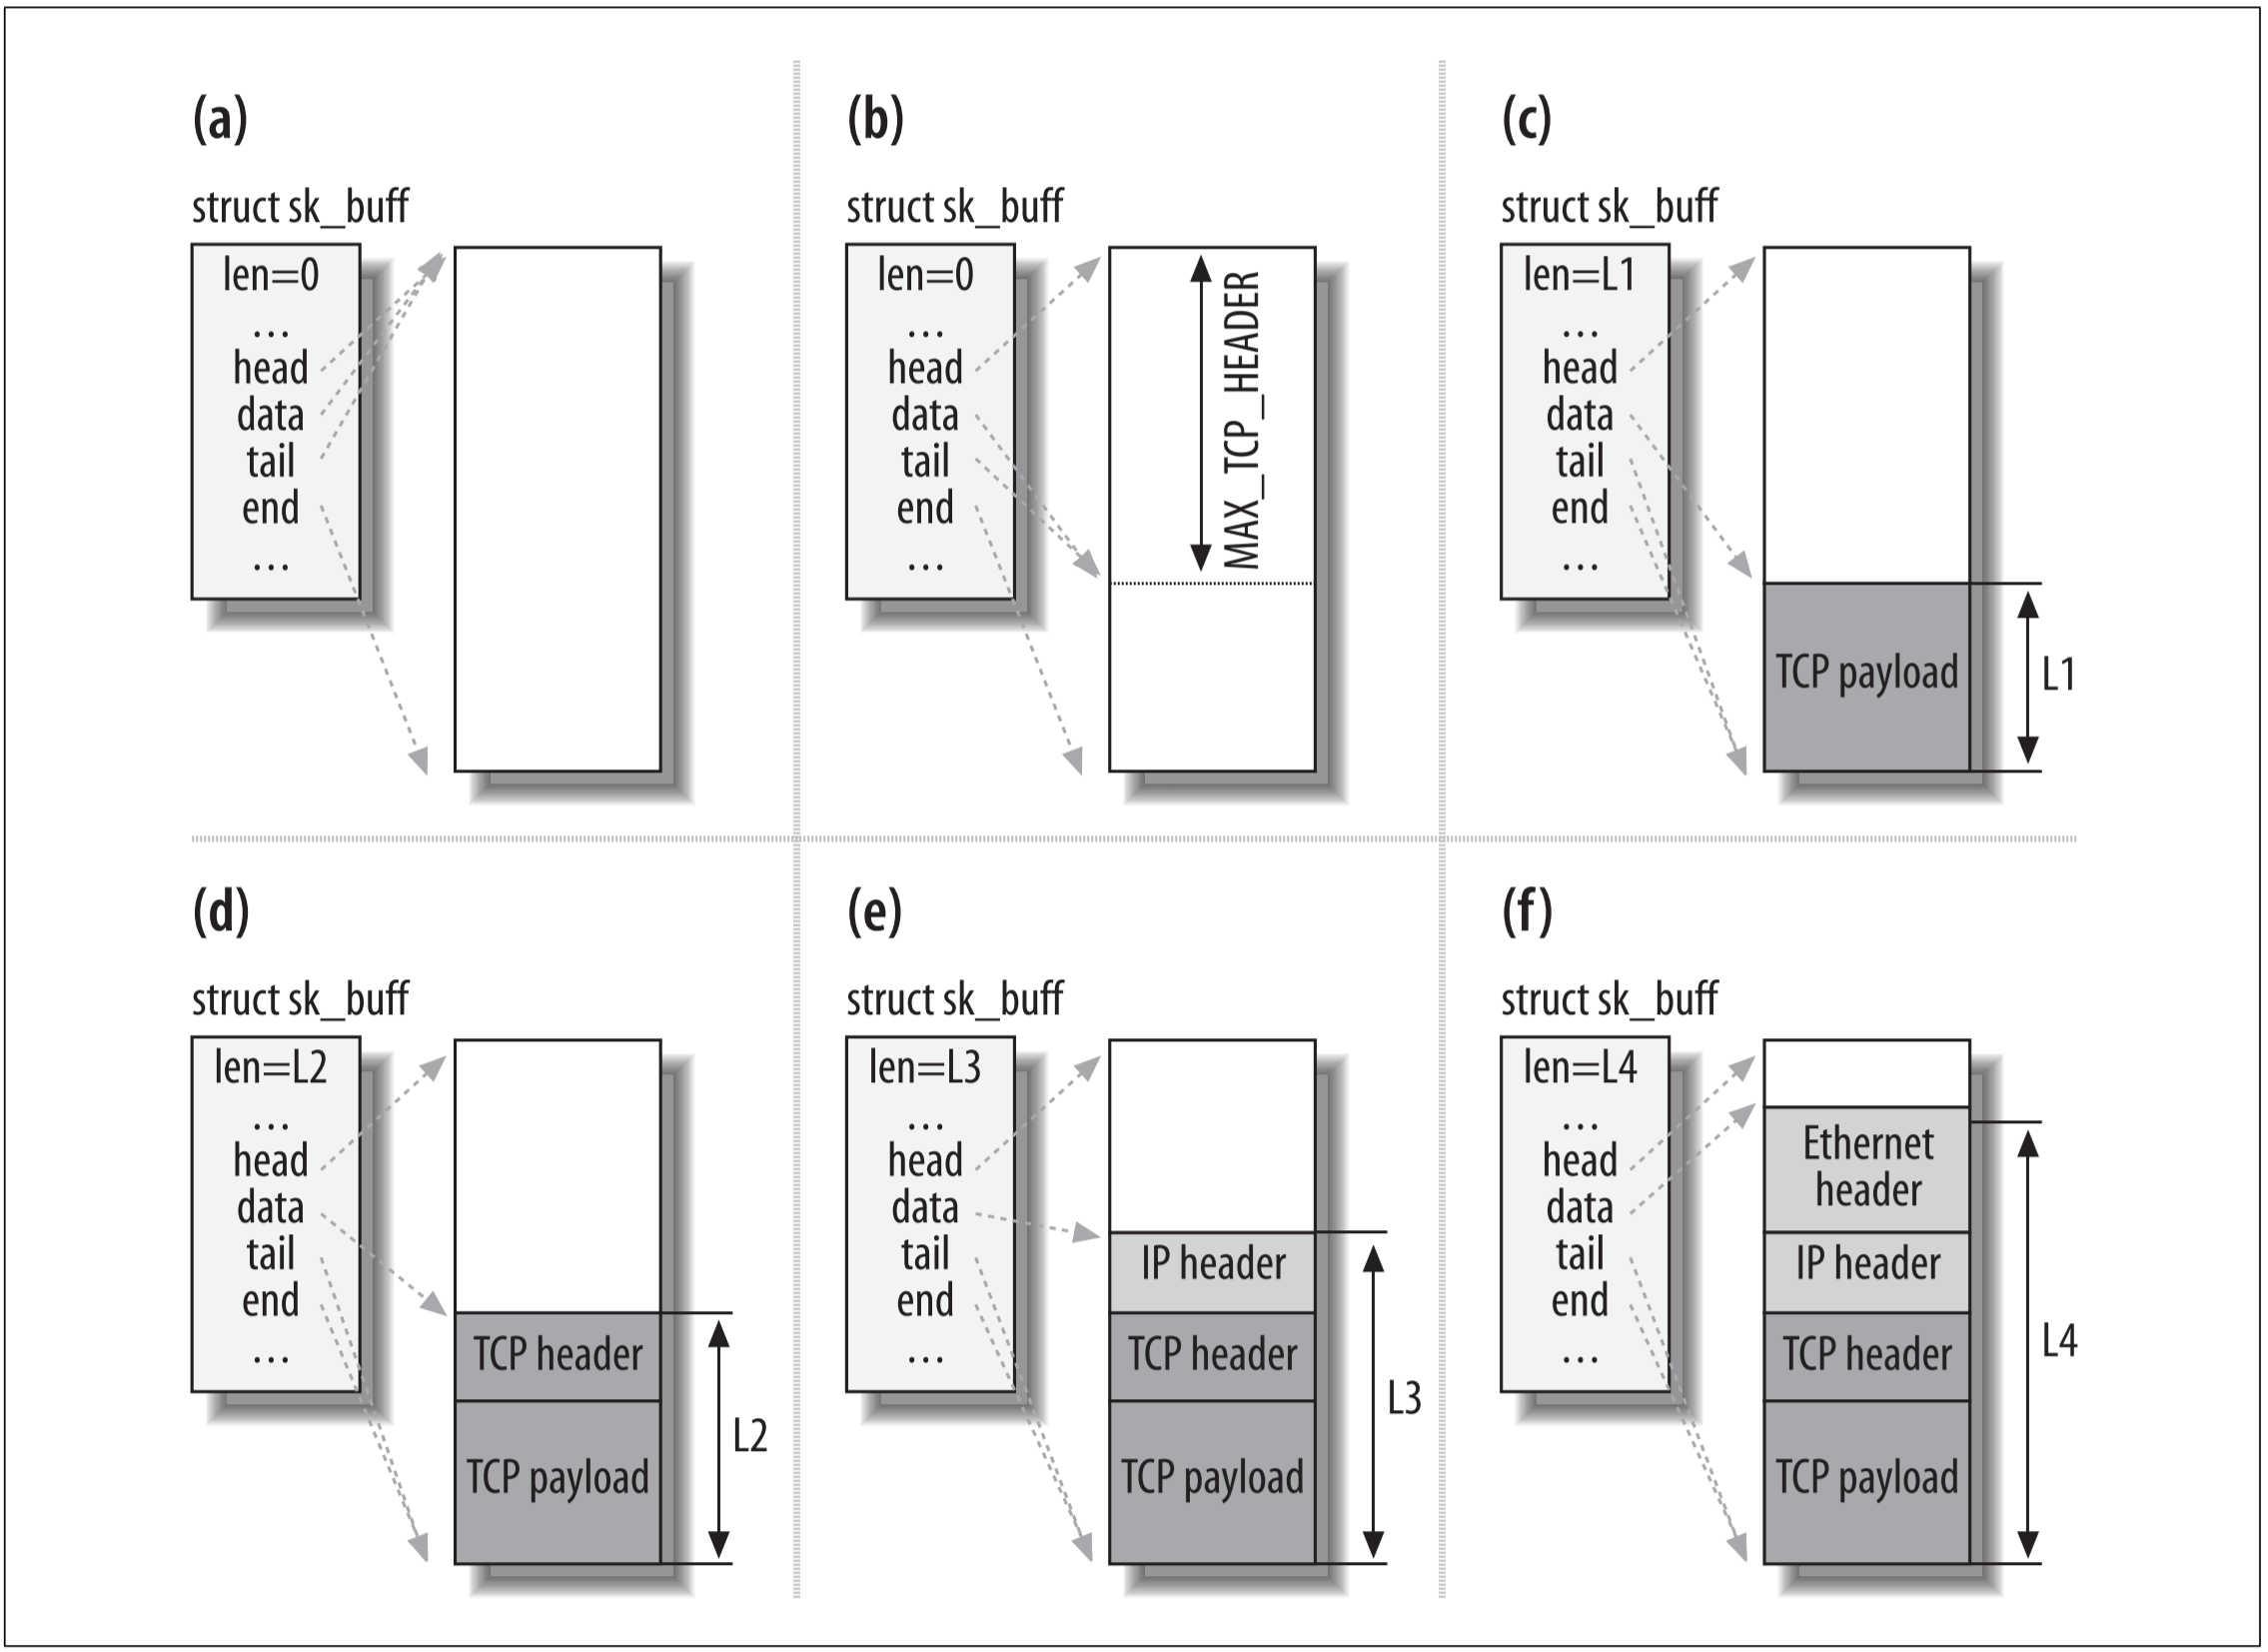 (a)
struct sk_buff
len=0
...
head
data
tail
end
...
(b)
struct sk_buff
len=0
...
head
data
tail
end
...
MAX_TCP_HEADER
(c)
struct sk_buff
len=L1
...
head
data
tail
end
...
TCP payload
L1
(d)
struct sk_buff
len=L2
...
head
data
tail
end
...
TCP header
TCP payload
L2
(e)
struct sk_buff
len=L3
...
head
data
tail
end
...
IP header
TCP header
TCP payload
L3
(f)
struct sk_buff
len=L4
...
head
data
tail
end
...
Ethernet
header
IP header
TCP header
TCP payload
L4